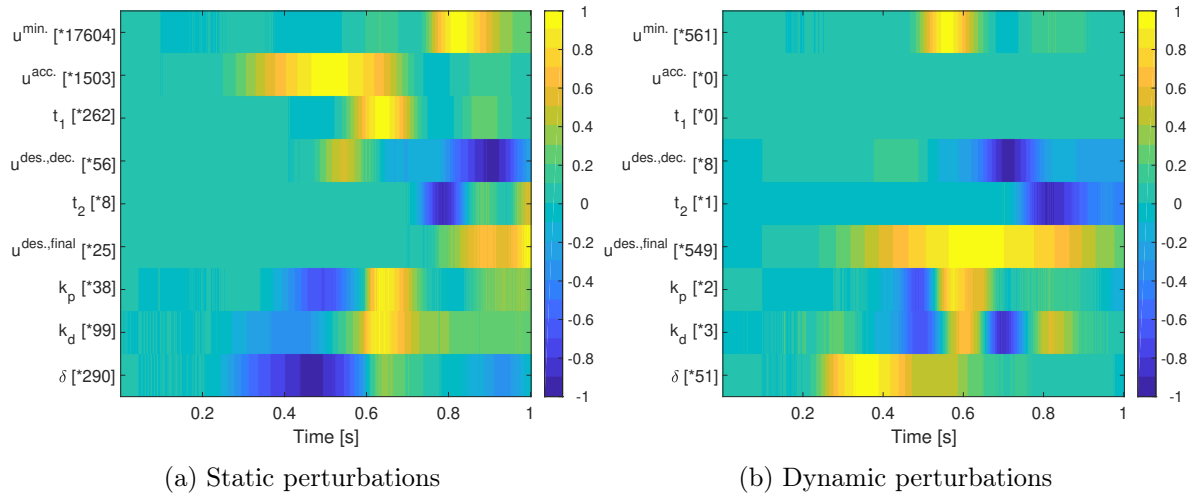 u^min. [*17604]
u^acc. [*1503]
t_1 [*262]
u^des.,dec. [*56]
t_2 [*8]
u^des.,final [*25]
k_p [*38]
k_d [*99]
δ [*290]
0.2 0.4 0.6 0.8 1
Time [s]
1
0.8
0.6
0.4
0.2
0
-0.2
-0.4
-0.6
-0.8
-1
(a) Static perturbations
u^min. [*561]
u^acc. [*0]
t_1 [*0]
u^des.,dec. [*8]
t_2 [*1]
u^des.,final [*549]
k_p [*2]
k_d [*3]
δ [*51]
0.2 0.4 0.6 0.8 1
Time [s]
1
0.8
0.6
0.4
0.2
0
-0.2
-0.4
-0.6
-0.8
-1
(b) Dynamic perturbations